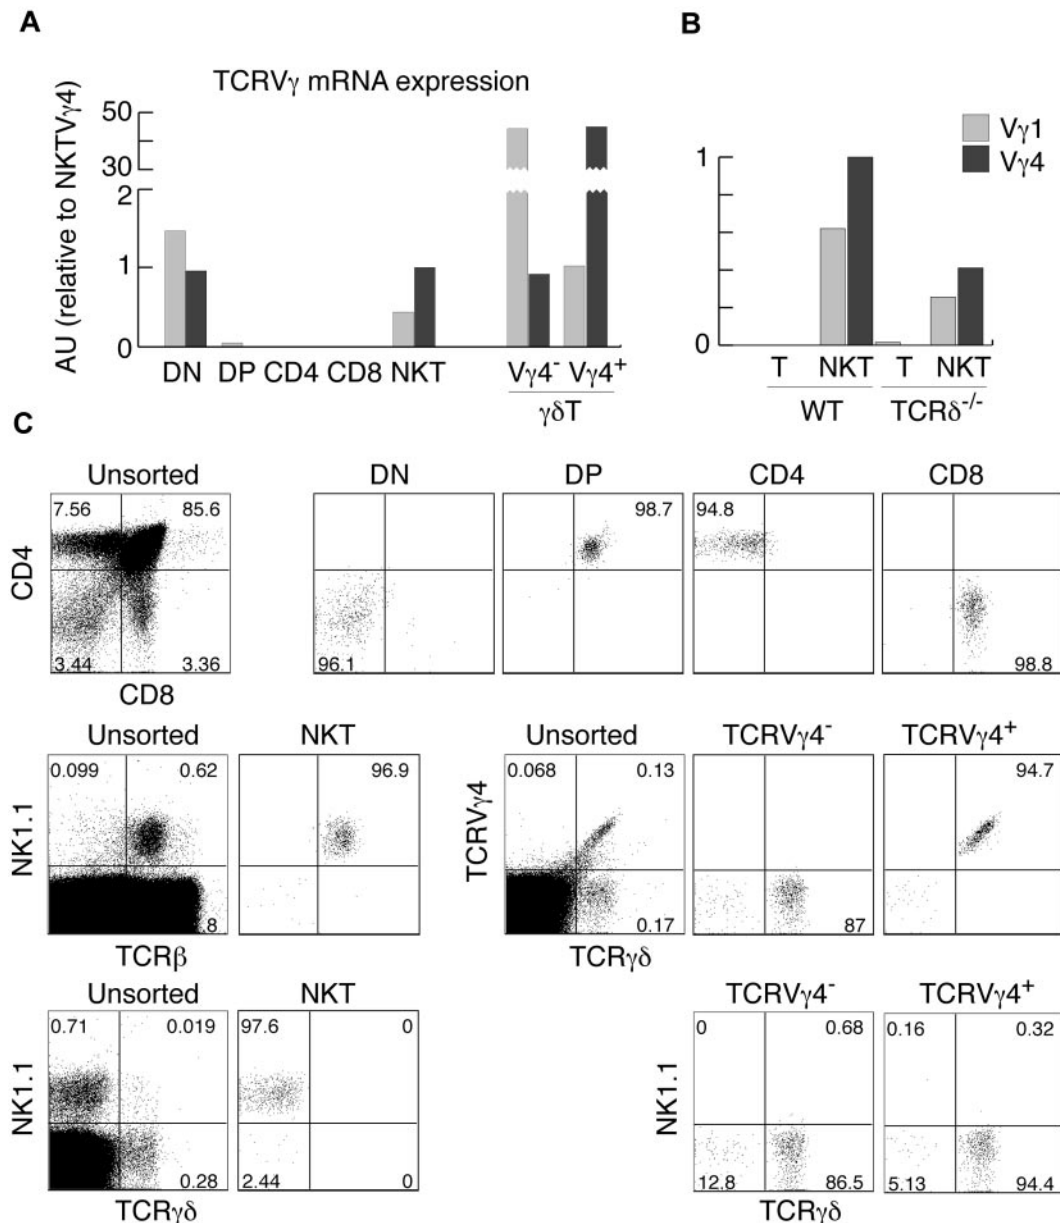 A
B
TCRVγ mRNA expression
AU (relative to NKTVγ4)
50
30
2
1
0
DN DP CD4 CD8 NKT Vγ4⁻ Vγ4⁺
γδT
Vγ1
Vγ4
1
0
T NKT T NKT
WT TCRδ⁻/⁻
C
Unsorted DN DP CD4 CD8
7.56 85.6 98.7 94.8
CD4
3.44 3.36 96.1 98.8
CD8
Unsorted NKT Unsorted TCRVγ4⁻ TCRVγ4⁺
0.099 0.62 96.9 0.068 0.13 94.7
NK1.1
TCRVγ4
.8 0.17 87
TCRβ TCRγδ
Unsorted NKT TCRVγ4⁻ TCRVγ4⁺
0.71 0.019 97.6 0 0 0.68 0.16 0.32
NK1.1 NK1.1
0.28 2.44 0 12.8 86.5 5.13 94.4
TCRγδ TCRγδ